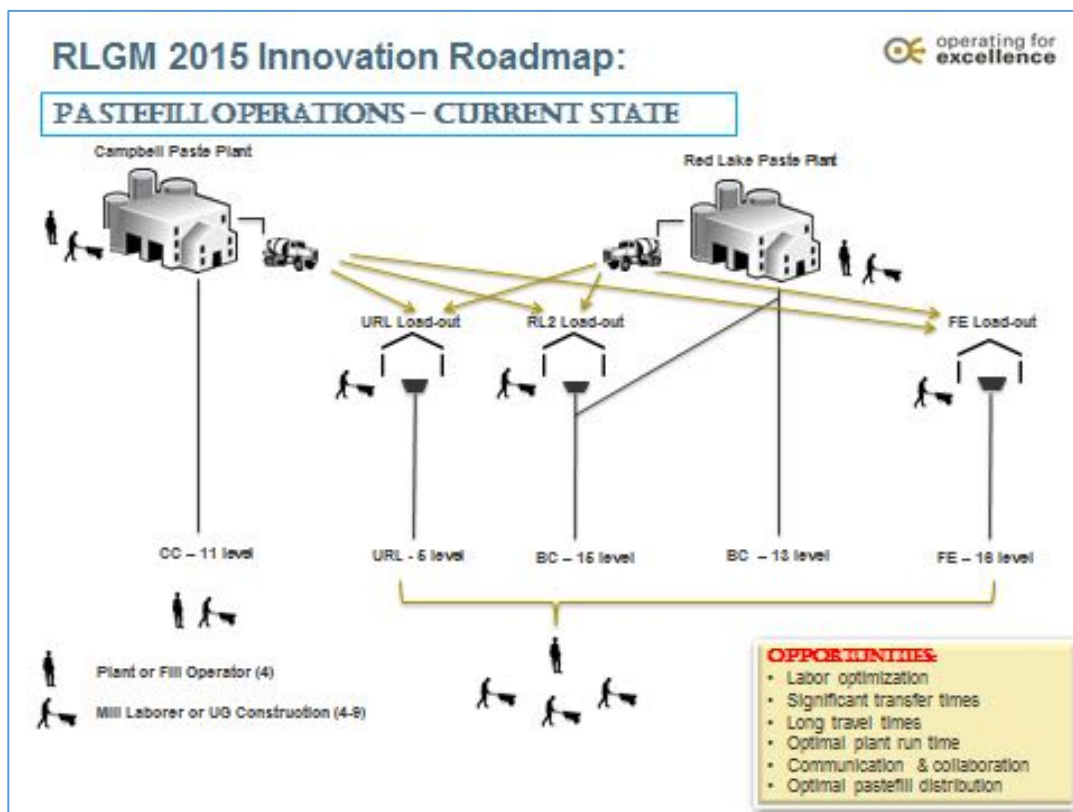 RLGM 2015 Innovation Roadmap:
operating for
excellence
PASTEFILL OPERATIONS – CURRENT STATE
Campbell Paste Plant
Red Lake Paste Plant
URL Load-out
RL2 Load-out
FE Load-out
CC – 11 level
URL - 5 level
BC – 15 level
BC – 13 level
FE – 16 level
Plant or Fill Operator (4)
Mill Laborer or UG Construction (4-9)
OPPORTUNITIES:
• Labor optimization
• Significant transfer times
• Long travel times
• Optimal plant run time
• Communication & collaboration
• Optimal pastefill distribution